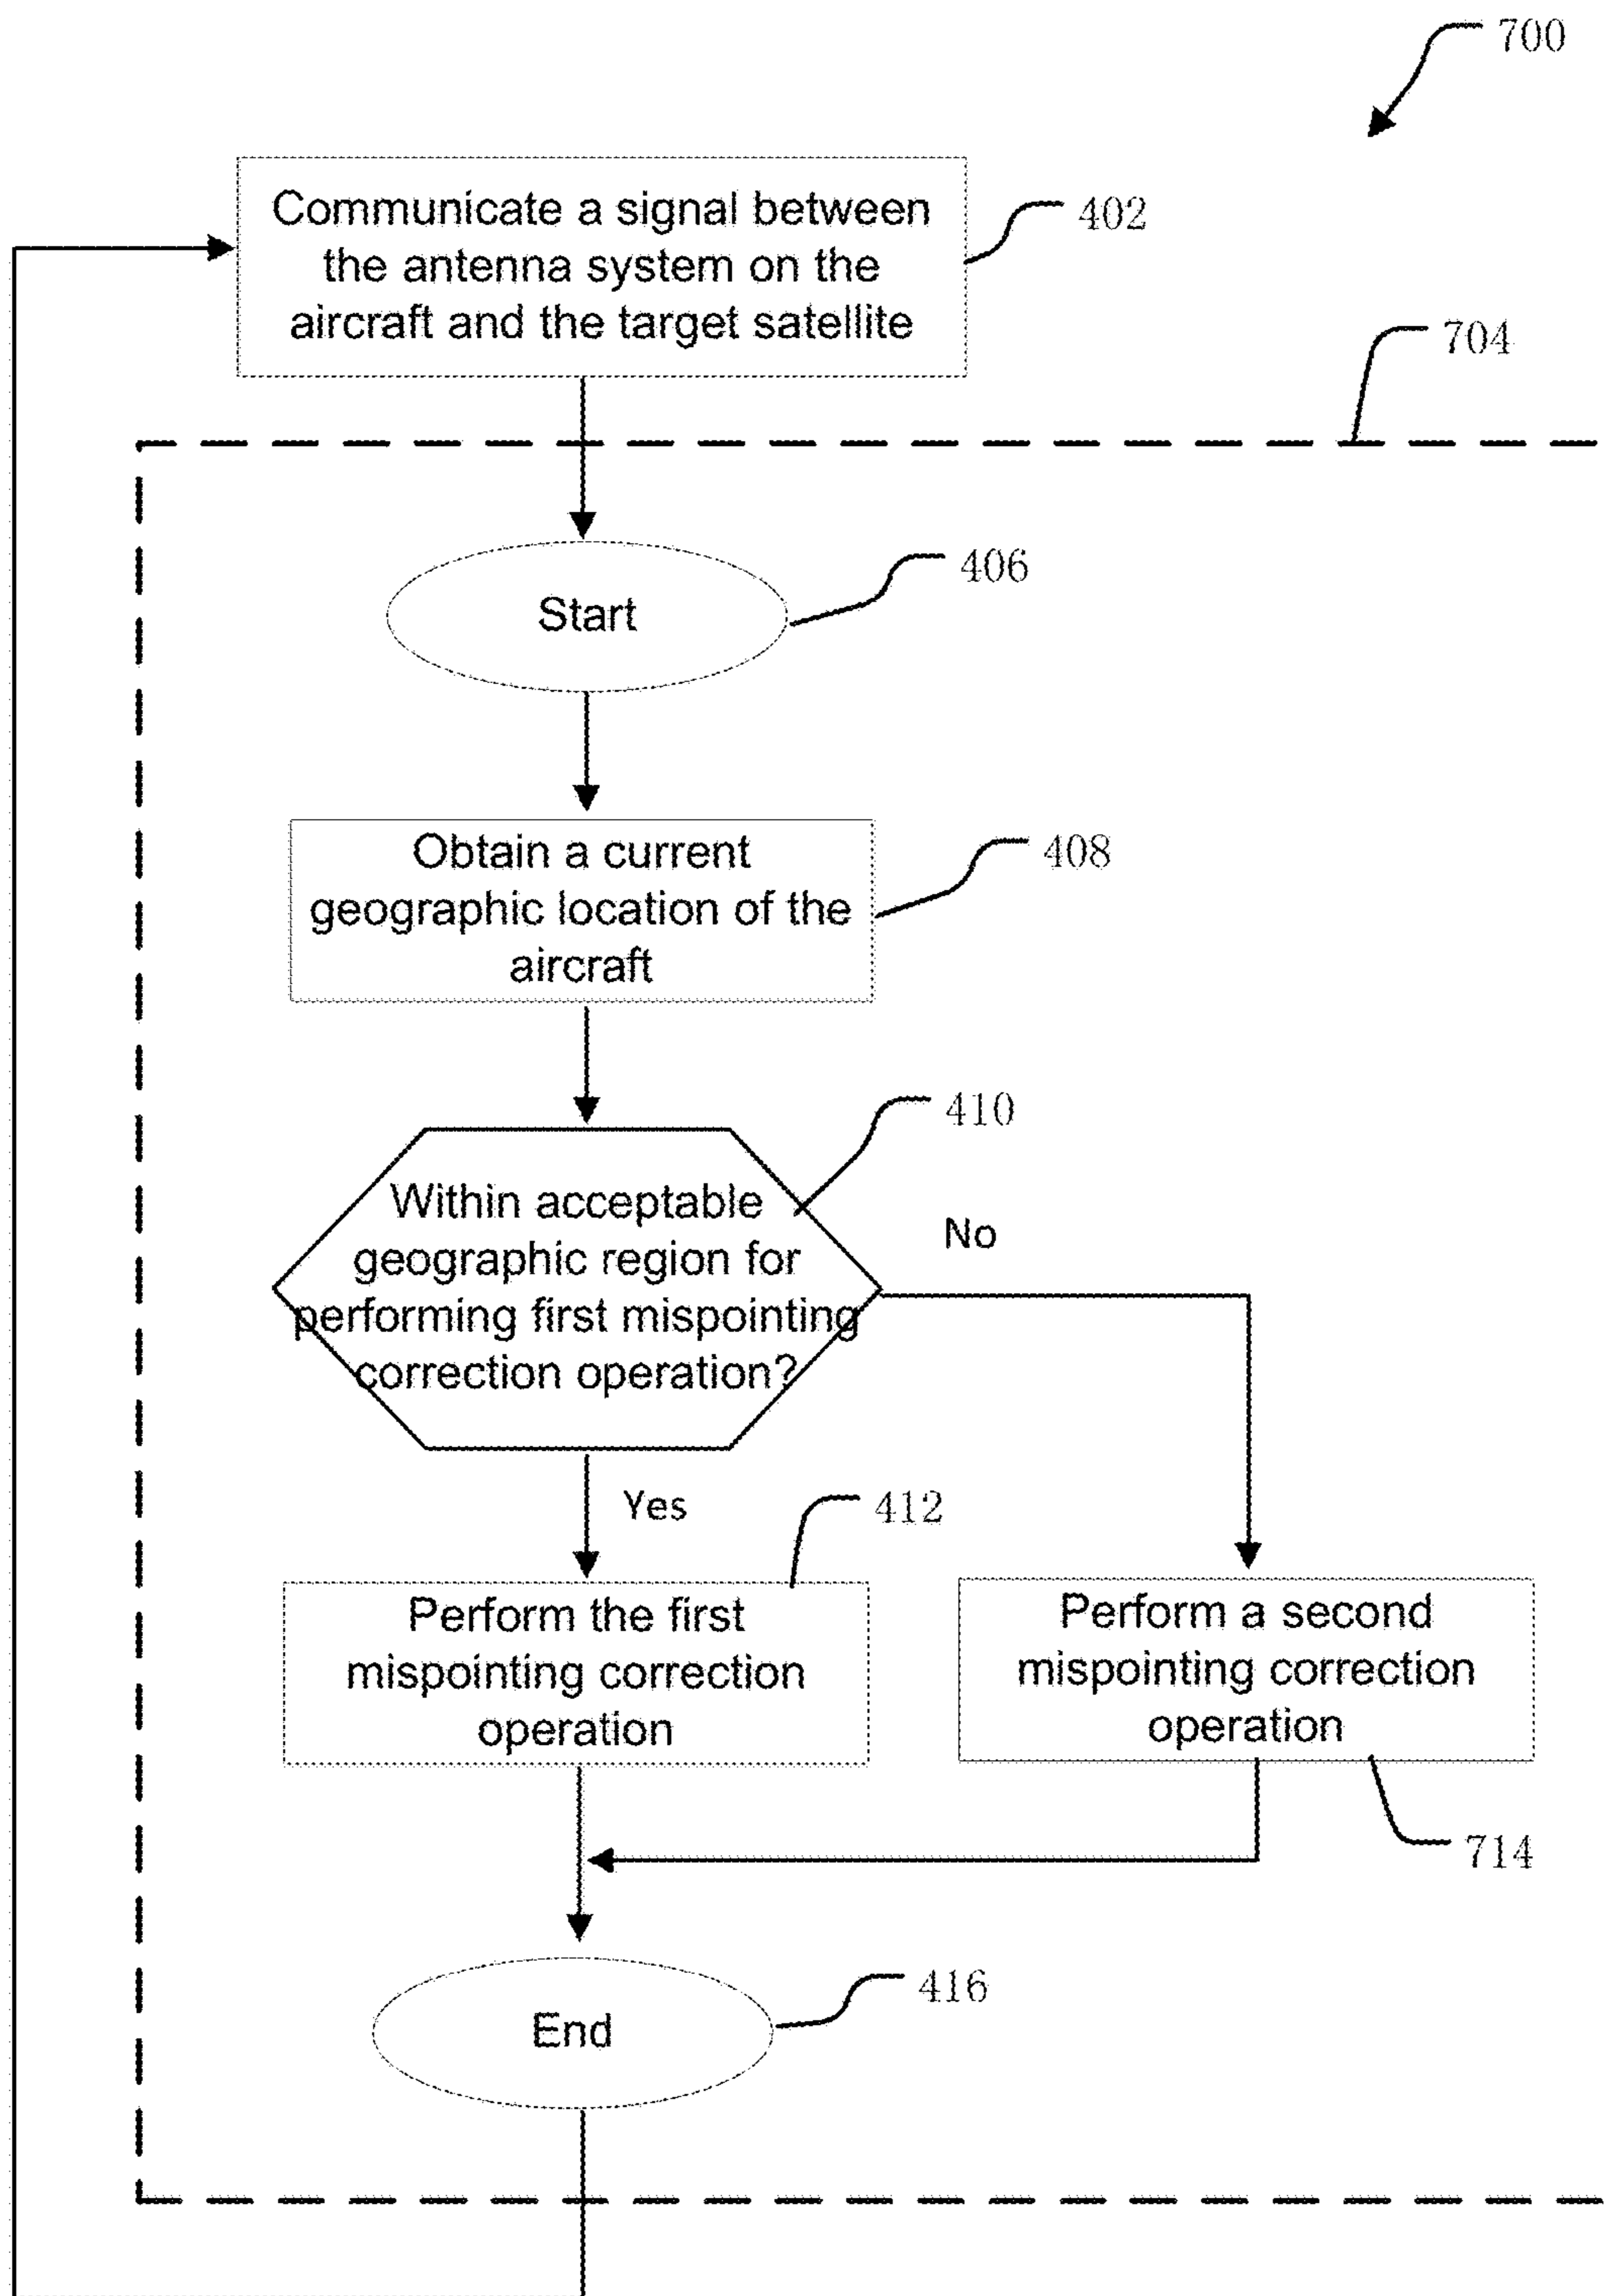 700
Communicate a signal between
the antenna system on the
aircraft and the target satellite
402
704
Start
406
Obtain a current
geographic location of the
aircraft
408
410
Within acceptable
geographic region for
performing first mispointing
correction operation?
No
Yes
412
Perform the first
mispointing correction
operation
Perform a second
mispointing correction
operation
714
End
416